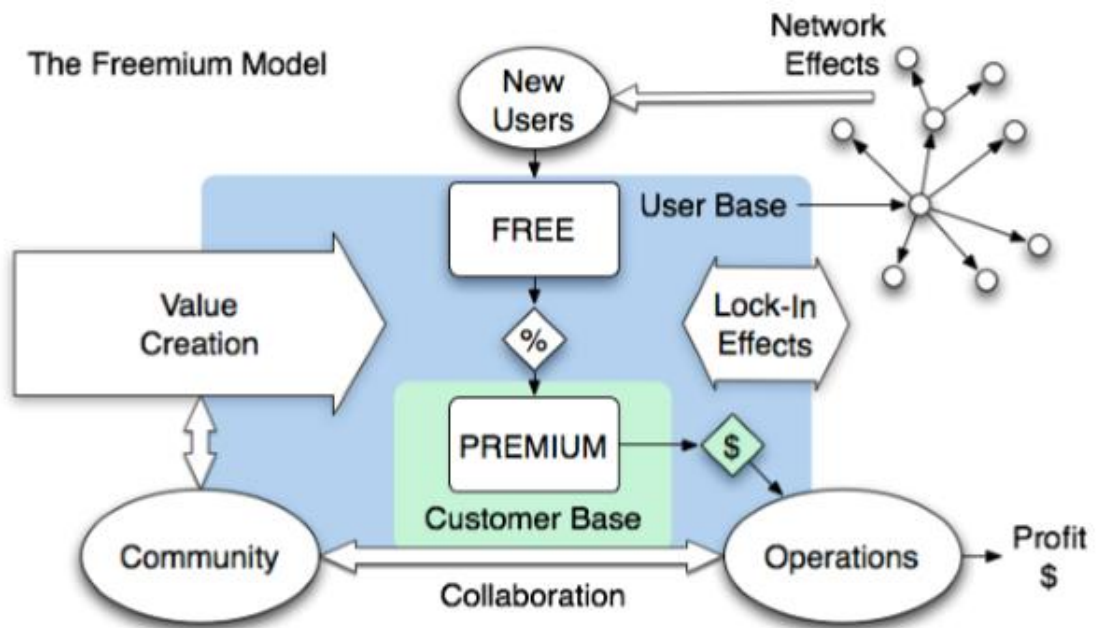 The Freemium Model
Network
Effects
New
Users
User Base
FREE
Value
Creation
Lock-In
Effects
%
PREMIUM
$
Customer Base
Community
Operations
Profit
$
Collaboration